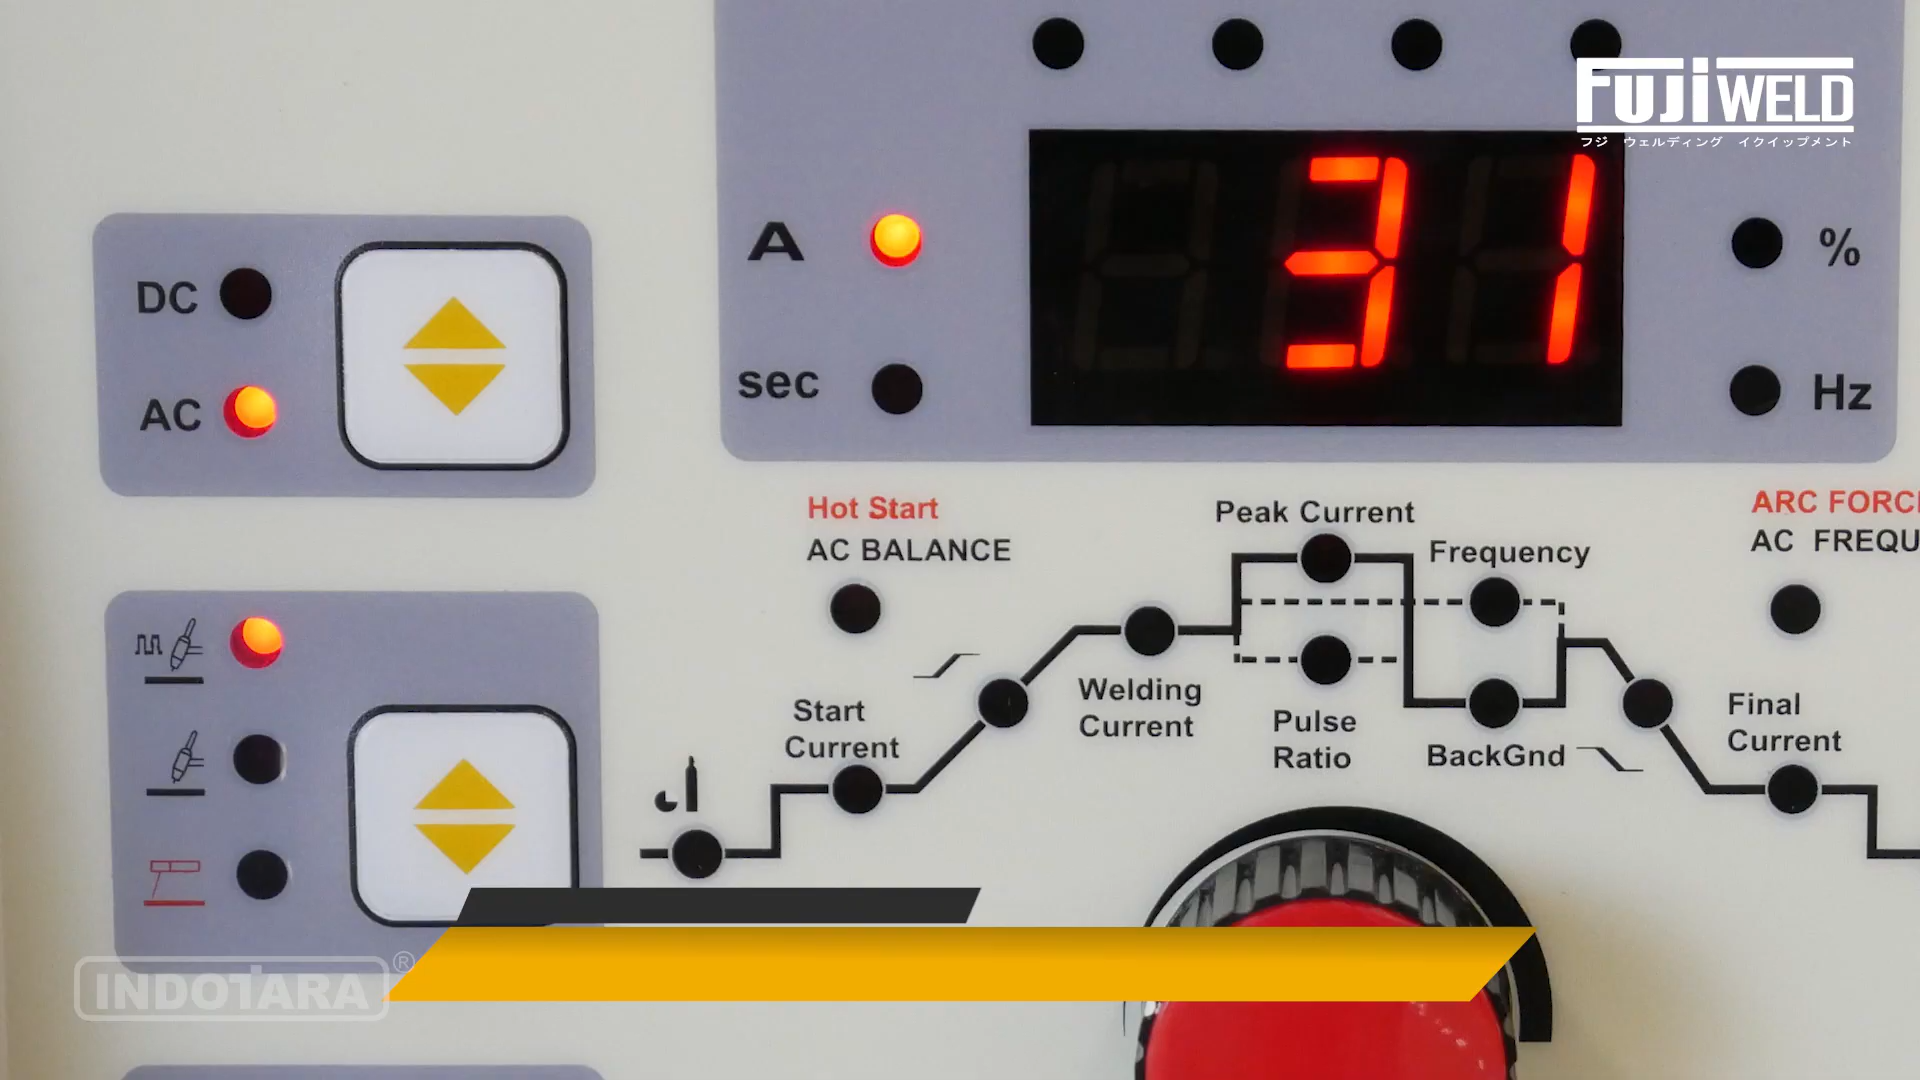 FUJIWELD
フジ ウェルディング イクイップメント
A
31
%
sec
Hz
DC
AC
Hot Start
AC BALANCE
Peak Current
Frequency
ARC FORC
AC FREQU
Start
Current
Welding
Current
Pulse
Ratio
BackGnd
Final
Current
INDOTARA®